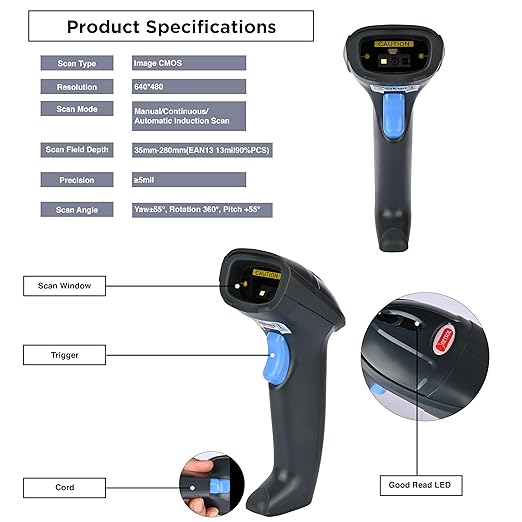 Product Specifications
Scan Type
Image CMOS
Resolution
640*480
Scan Mode
Manual/Continuous/
Automatic Induction Scan
Scan Field Depth
35mm-280mm(EAN13 13mil90%PCS)
Precision
≥5mil
Scan Angle
Yaw±55°, Rotation 360°, Pitch +55°
CAUTION
Scan Window
CAUTION
Trigger
Cord
Good Read LED